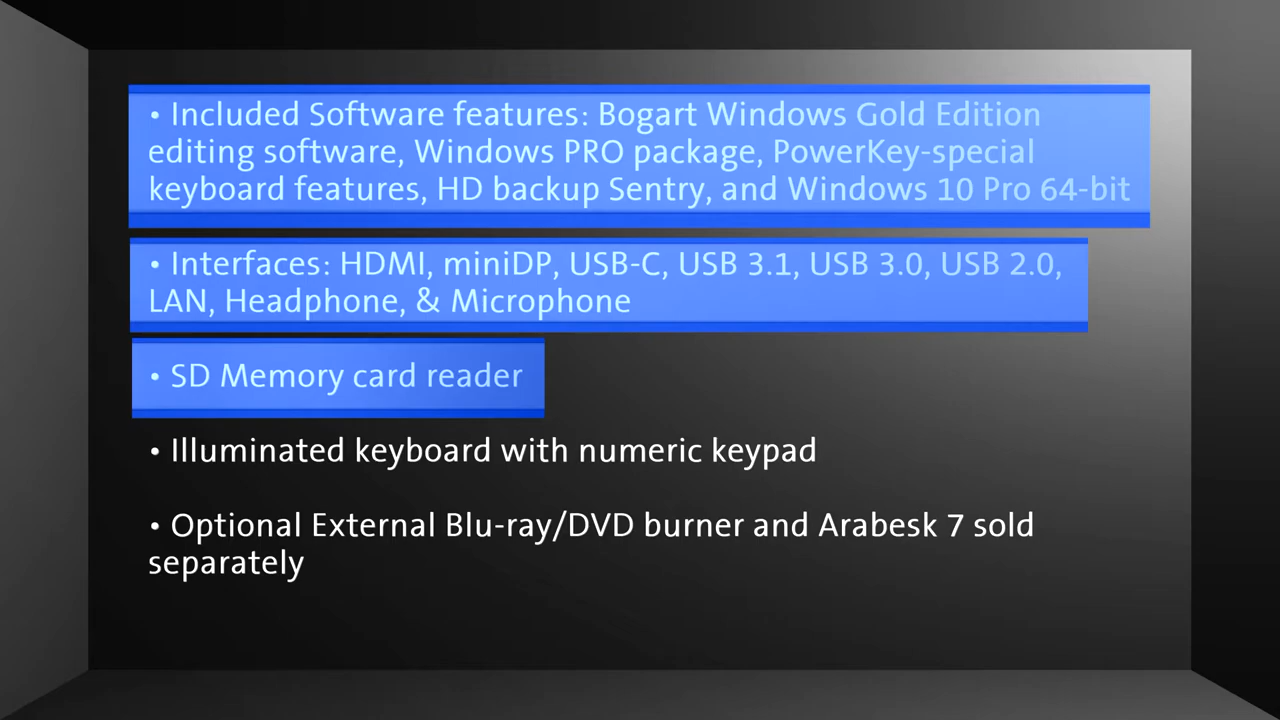 • Included Software features: Bogart Windows Gold Edition
editing software, Windows PRO package, PowerKey-special
keyboard features, HD backup Sentry, and Windows 10 Pro 64-bit
• Interfaces: HDMI, miniDP, USB-C, USB 3.1, USB 3.0, USB 2.0,
LAN, Headphone, & Microphone
• SD Memory card reader
• Illuminated keyboard with numeric keypad
• Optional External Blu-ray/DVD burner and Arabesk 7 sold
separately